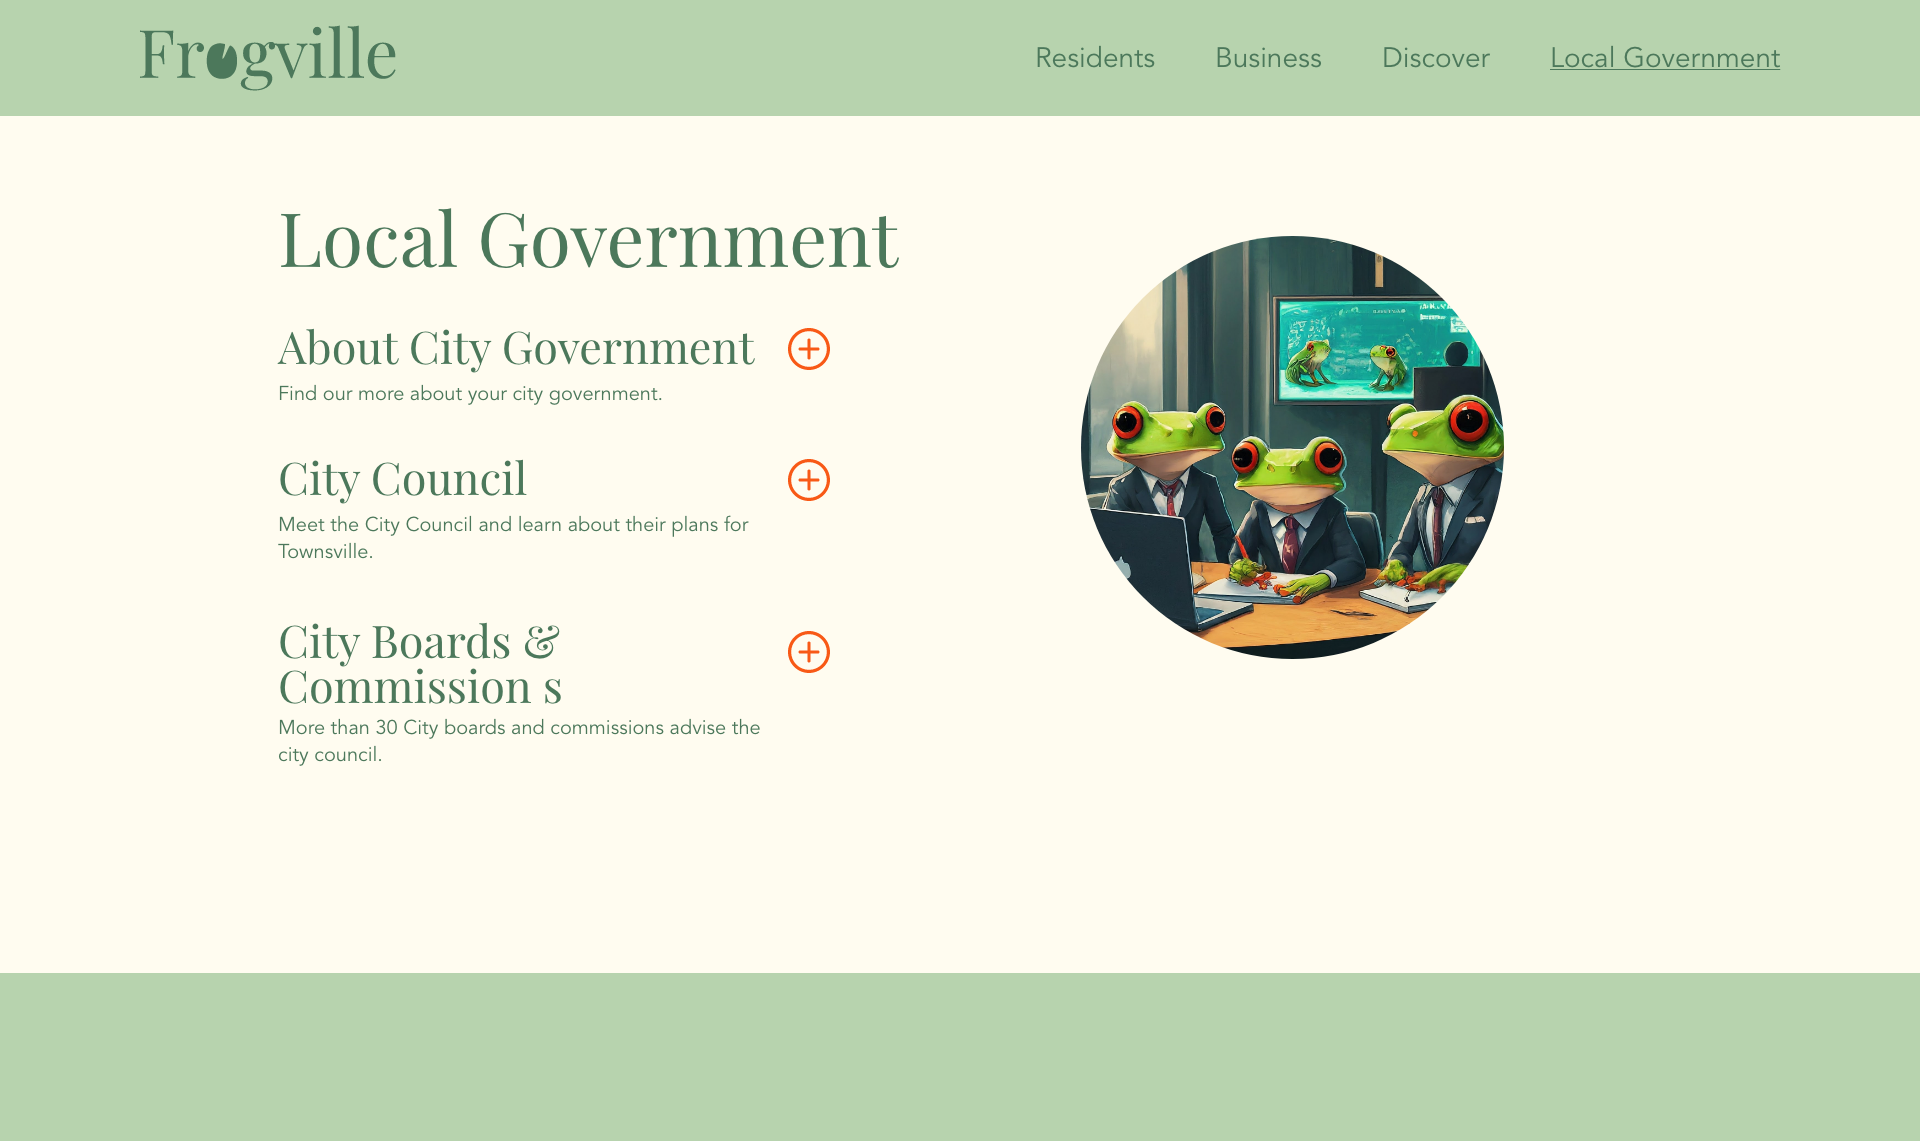 Frogville
Residents Business Discover Local Government
Local Government
About City Government
Find our more about your city government.
City Council
Meet the City Council and learn about their plans for
Townsville.
City Boards &
Commission s
More than 30 City boards and commissions advise the
city council.